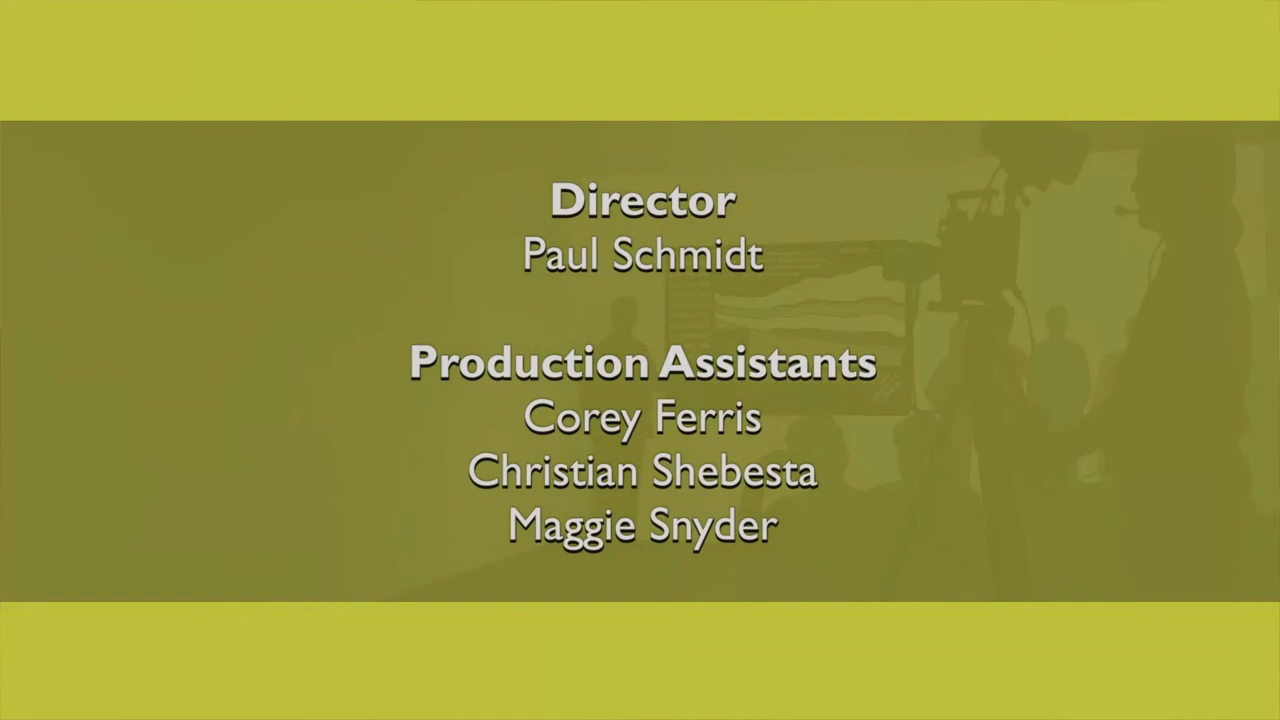 Director
Paul Schmidt
Production Assistants
Corey Ferris
Christian Shebesta
Maggie Snyder